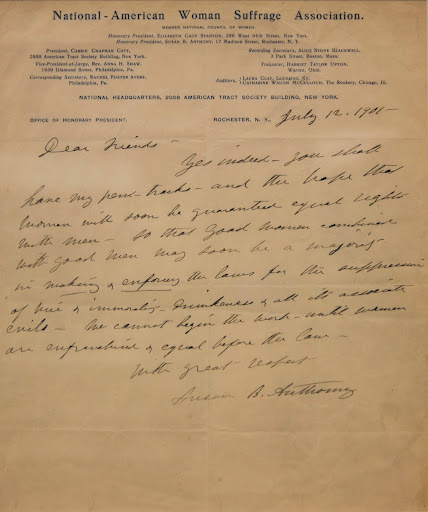 National-American Woman Suffrage Association.
MEMBER NATIONAL COUNCIL OF WOMEN.
Honorary President, ELIZABETH CADY STANTON, 250 West 94th Street, New York.
Honorary President, SUSAN B. ANTHONY, 17 Madison Street, Rochester, N. Y.
President, CARRIE CHAPMAN CATT,
2008 American Tract Society Building, New York.
Vice-President-at-Large, REV. ANNA H. SHAW,
1830 Diamond Street, Philadelphia, Pa.
Corresponding Secretary, RACHEL FOSTER AVERY,
Philadelphia, Pa.
Recording Secretary, ALICE STONE BLACKWELL,
3 Park Street, Boston, Mass.
Treasurer, HARRIET TAYLOR UPTON,
Warren, Ohio.
Auditors, LAURA CLAY, Lexington, Ky.
CATHARINE WAUGH McCULLOCH, The Rookery, Chicago, Ill.
NATIONAL HEADQUARTERS, 2008 AMERICAN TRACT SOCIETY BUILDING, NEW YORK.
OFFICE OF HONORARY PRESIDENT. ROCHESTER, N. Y., July 12, 1901-
Dear Friends-
Yes indeed- you shall
have my pen-tracks- and the hope that
women will soon be guaranteed equal rights
with men- so that good women combined
with good men may soon be a majority
in making & enforcing the laws for the suppression
of vice & immorality- Drunkeness & all its associate
evils- We cannot begin the work- until women
are enfranchised & equal before the law-
With great respect
Susan B. Anthony